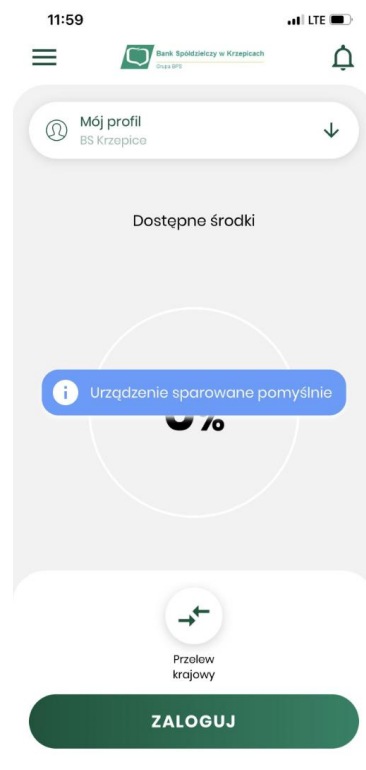 11:59
LTE
Bank Spółdzielczy w Krzepicach
Grupa BPS
Mój profil
BS Krzepice
Dostępne środki
Urządzenie sparowane pomyślnie
0%
Przelew
krajowy
ZALOGUJ